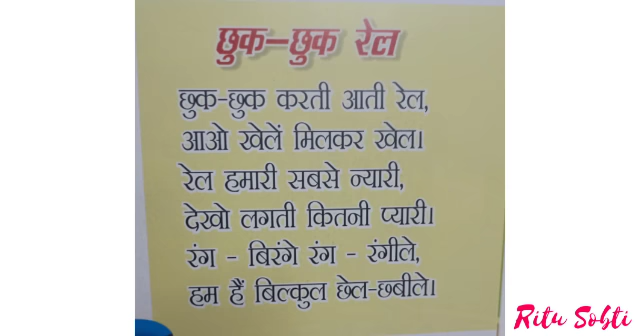 छुक-छुक रेल
छुक-छुक करती आती रेल,
आओ खेलें मिलकर खेल।
रेल हमारी सबसे न्यारी,
देखो लगती कितनी प्यारी।
रंग - बिरंगे रंग - रंगीले,
हम हैं बिल्कुल छेल-छबीले।
Ritu Sobti